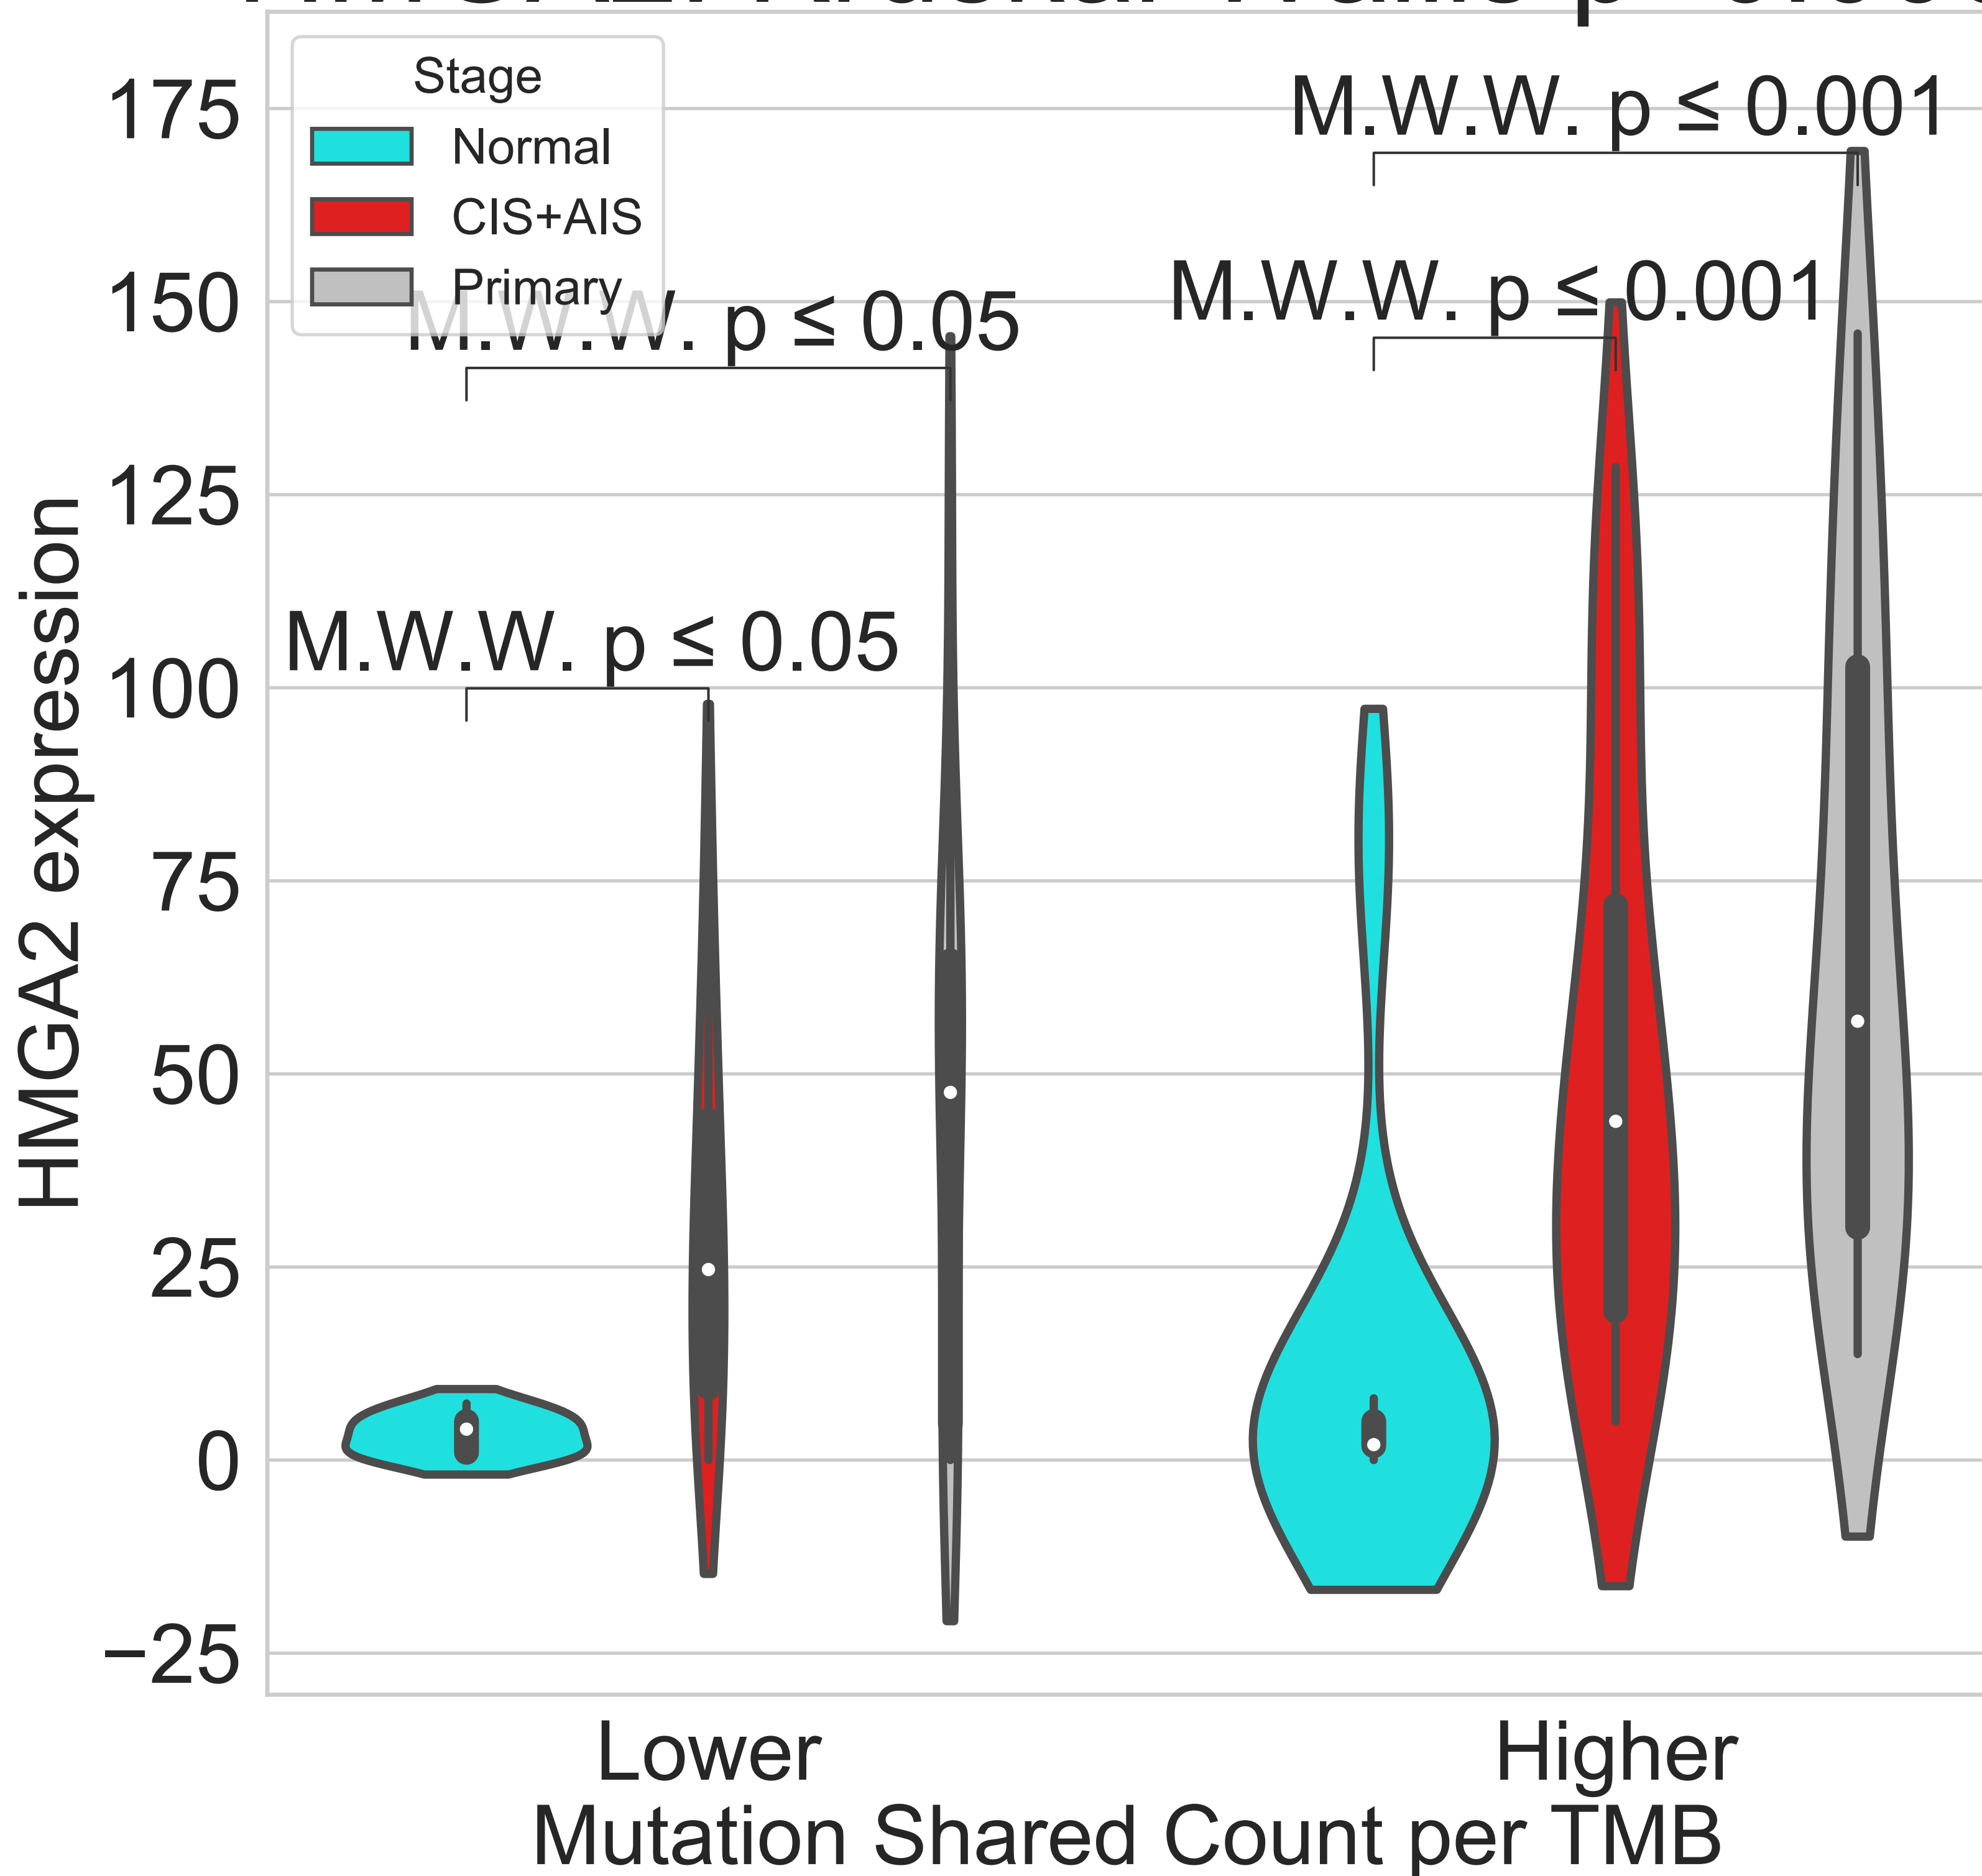 Stage
Normal
CIS+AIS
Primary
M.W.W. p ≤ 0.001
M.W.W. p ≤ 0.001
M.W.W. p ≤ 0.05
M.W.W. p ≤ 0.05
175
150
125
100
75
50
25
0
−25
HMGA2 expression
Lower
Higher
Mutation Shared Count per TMB